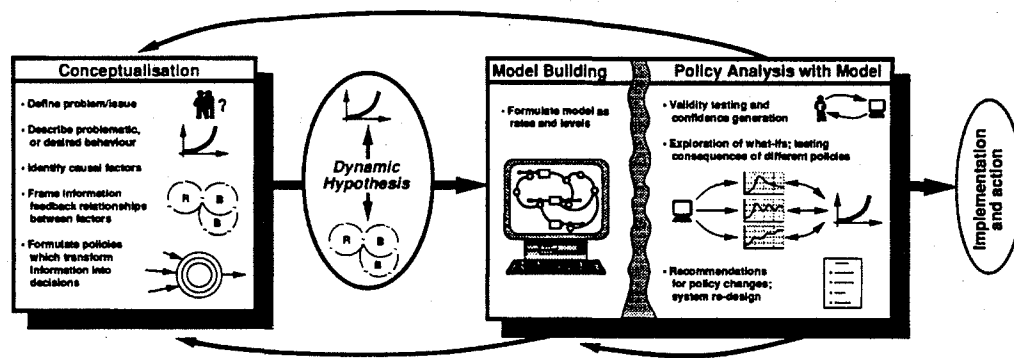 Conceptualisation
• Define problem/issue
?
• Describe problematic,
or desired behaviour
• Identify causal factors
• Frame information
feedback relationships
between factors
R
B
B
• Formulate policies
which transform
information into
decisions
Dynamic
Hypothesis
R
B
B
Model Building
• Formulate model as
rates and levels
Policy Analysis with Model
• Validity testing and
confidence generation
• Exploration of what-ifs; testing
consequences of different policies
• Recommendations
for policy changes;
system re-design
Implementation
and action